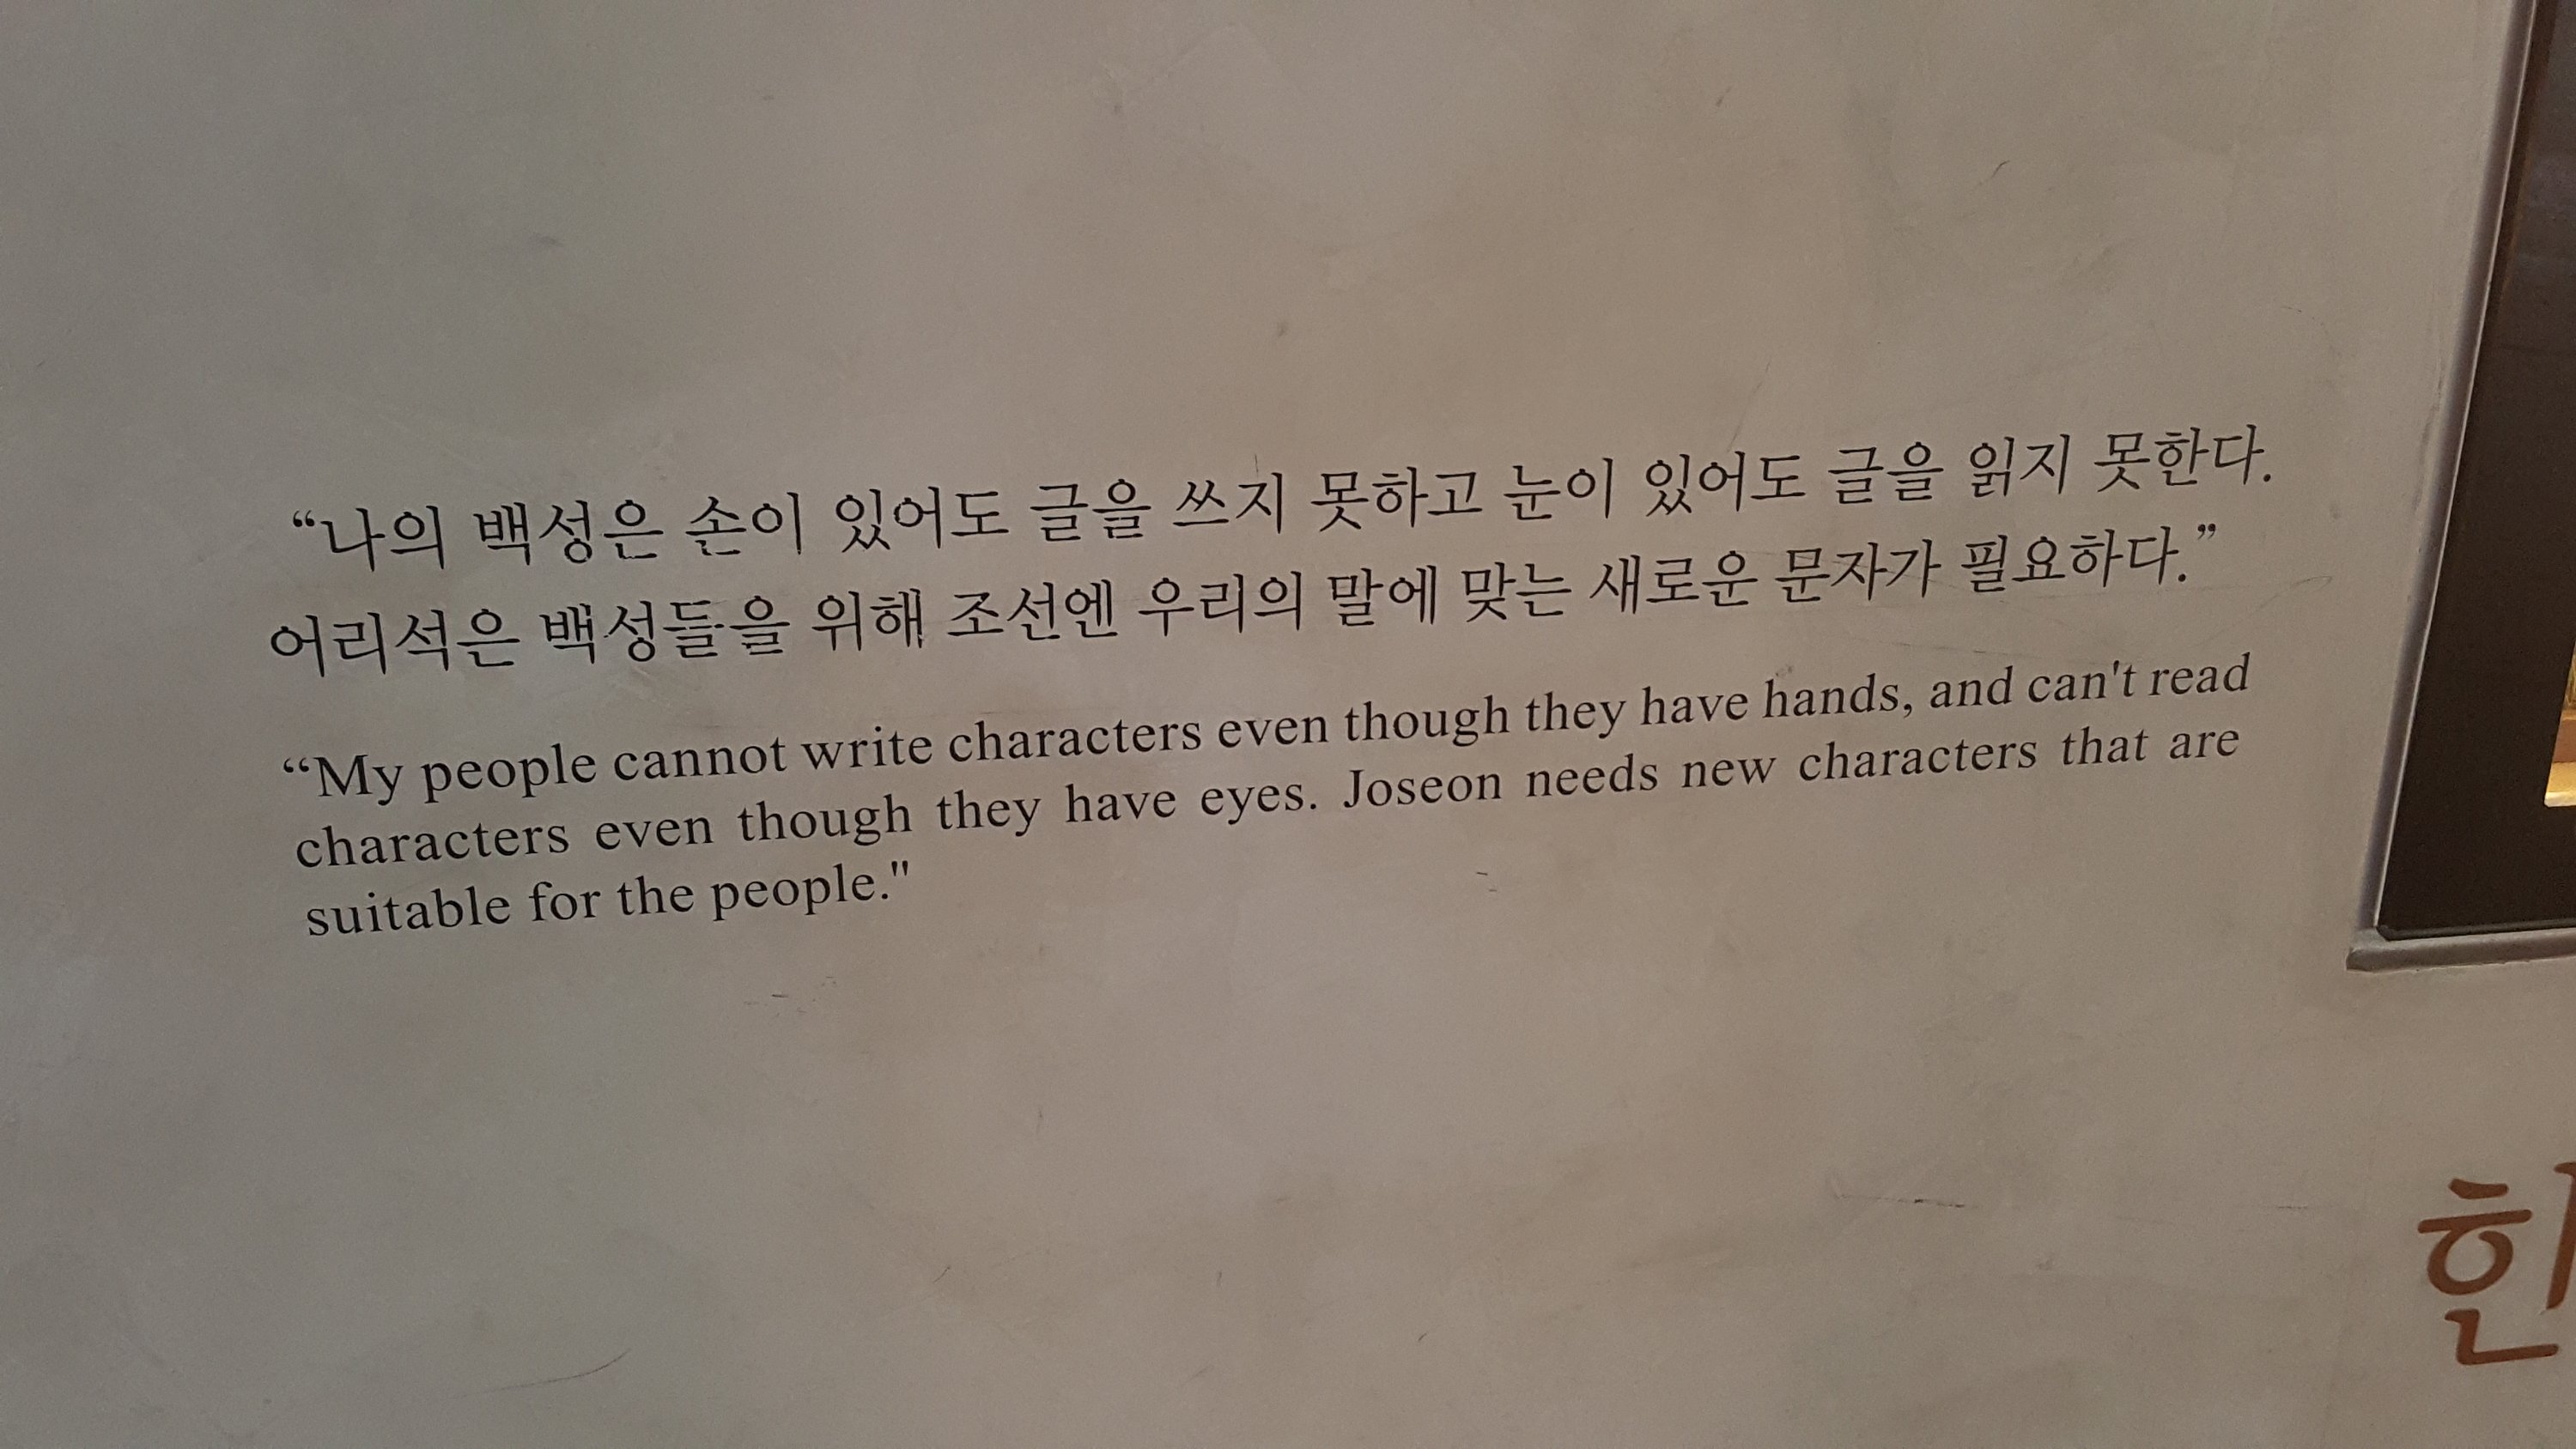 “나의 백성은 손이 있어도 글을 쓰지 못하고 눈이 있어도 글을 읽지 못한다.
어리석은 백성들을 위해 조선엔 우리의 말에 맞는 새로운 문자가 필요하다.”
“My people cannot write characters even though they have hands, and can't read
characters even though they have eyes. Joseon needs new characters that are
suitable for the people."